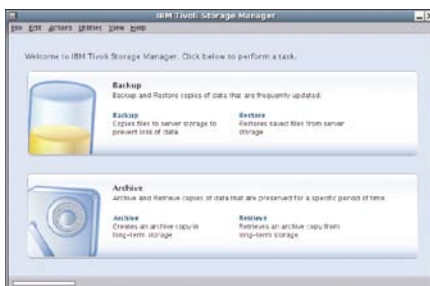 IBM Tivoli Storage Manager
File Edit Actions Utilities View Help
Welcome to IBM Tivoli Storage Manager. Click below to perform a task.
Backup
Backup and Restore copies of data that are frequently updated.
Backup
Copies files to server storage to
prevent loss of data.
Restore
Restores saved files from server
storage.
Archive
Archive and Retrieve copies of data that are preserved for a specific period of time.
Archive
Creates an archive copy in
long-term storage
Retrieve
Retrieves an archive copy from
long-term storage